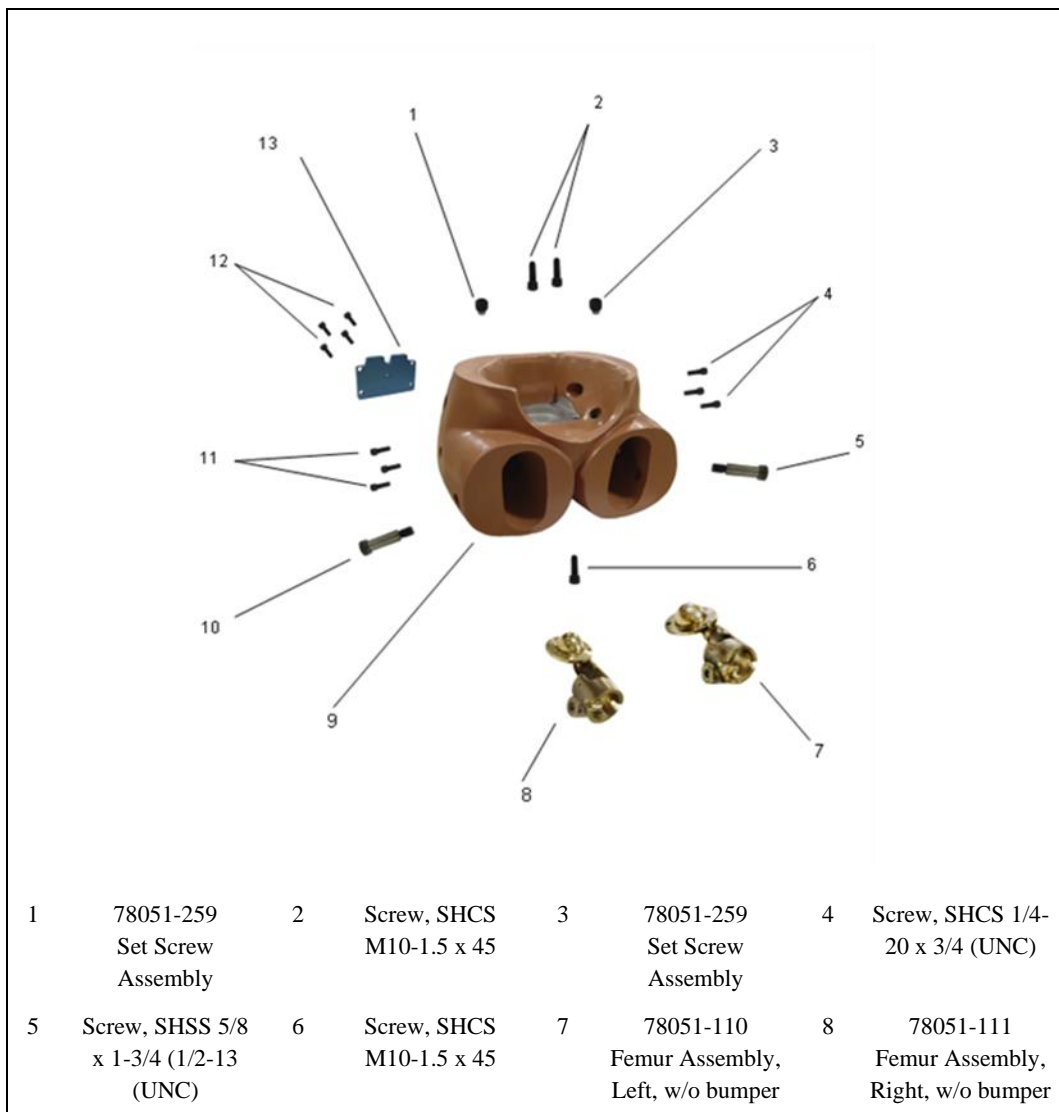 1
2
3
13
12
4
5
11
6
10
9
7
8
1 78051-259 2 Screw, SHCS 3 78051-259 4 Screw, SHCS 1/4-
Set Screw M10-1.5 x 45 Set Screw 20 x 3/4 (UNC)
Assembly Assembly
5 Screw, SHSS 5/8 6 Screw, SHCS 7 78051-110 8 78051-111
x 1-3/4 (1/2-13 M10-1.5 x 45 Femur Assembly, Femur Assembly,
(UNC) Left, w/o bumper Right, w/o bumper